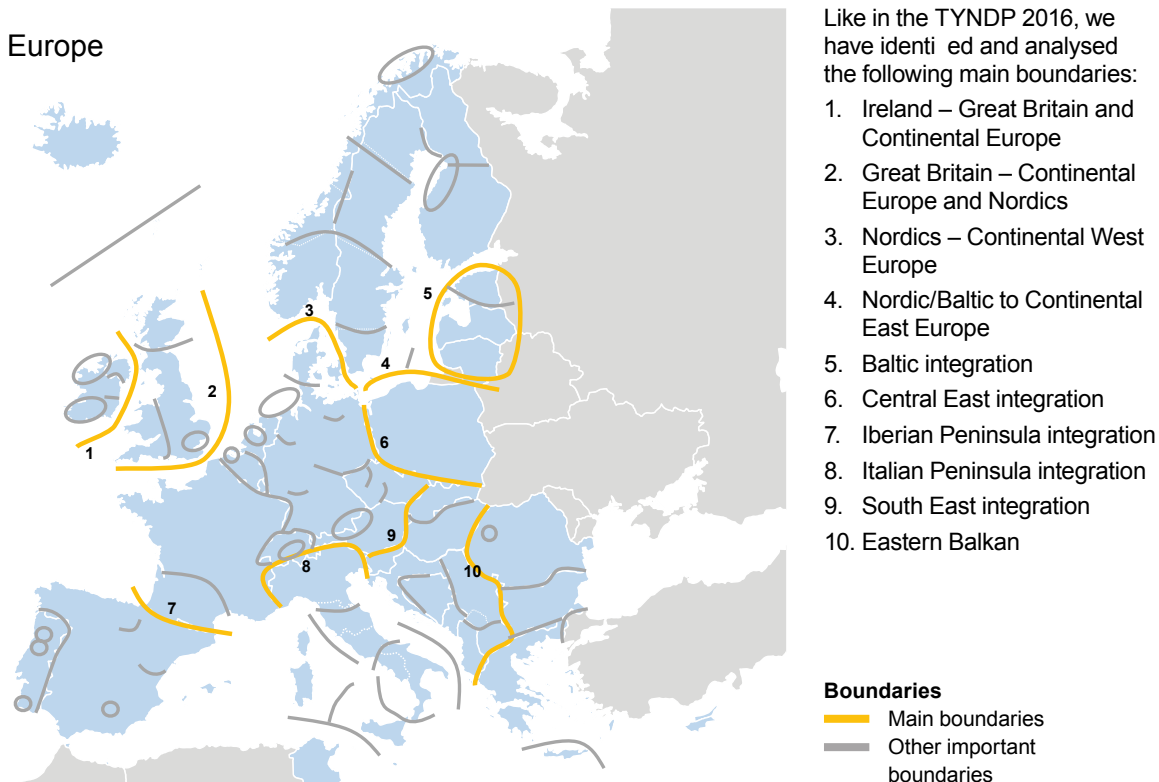 Europe
Like in the TYNDP 2016, we
have identi ed and analysed
the following main boundaries:
1. Ireland – Great Britain and
Continental Europe
2. Great Britain – Continental
Europe and Nordics
3. Nordics – Continental West
Europe
4. Nordic/Baltic to Continental
East Europe
5. Baltic integration
6. Central East integration
7. Iberian Peninsula integration
8. Italian Peninsula integration
9. South East integration
10. Eastern Balkan
5
3
4
2
1
6
9
8
10
7
Boundaries
Main boundaries
Other important
boundaries